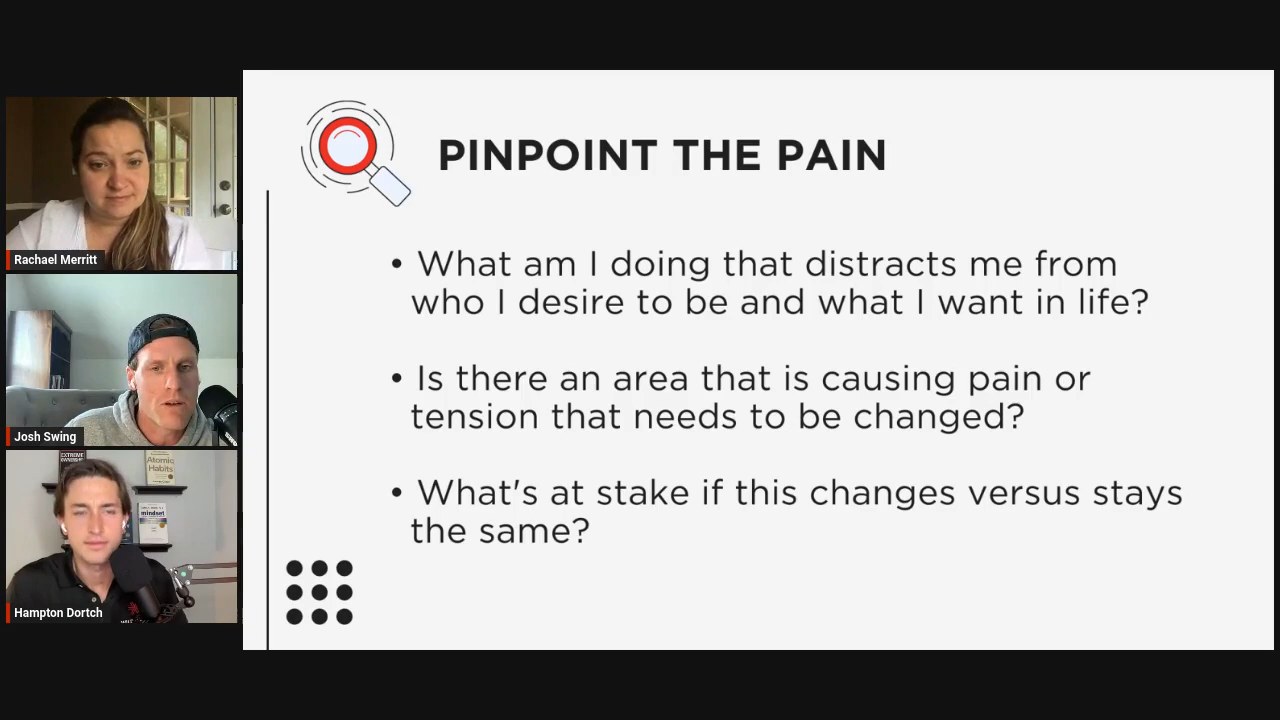 PINPOINT THE PAIN
• What am I doing that distracts me from
who I desire to be and what I want in life?
• Is there an area that is causing pain or
tension that needs to be changed?
• What's at stake if this changes versus stays
the same?
Rachael Merritt
Josh Swing
EXTREME
OWNERSHIP
Atomic
Habits
mindset
Hampton Dortch